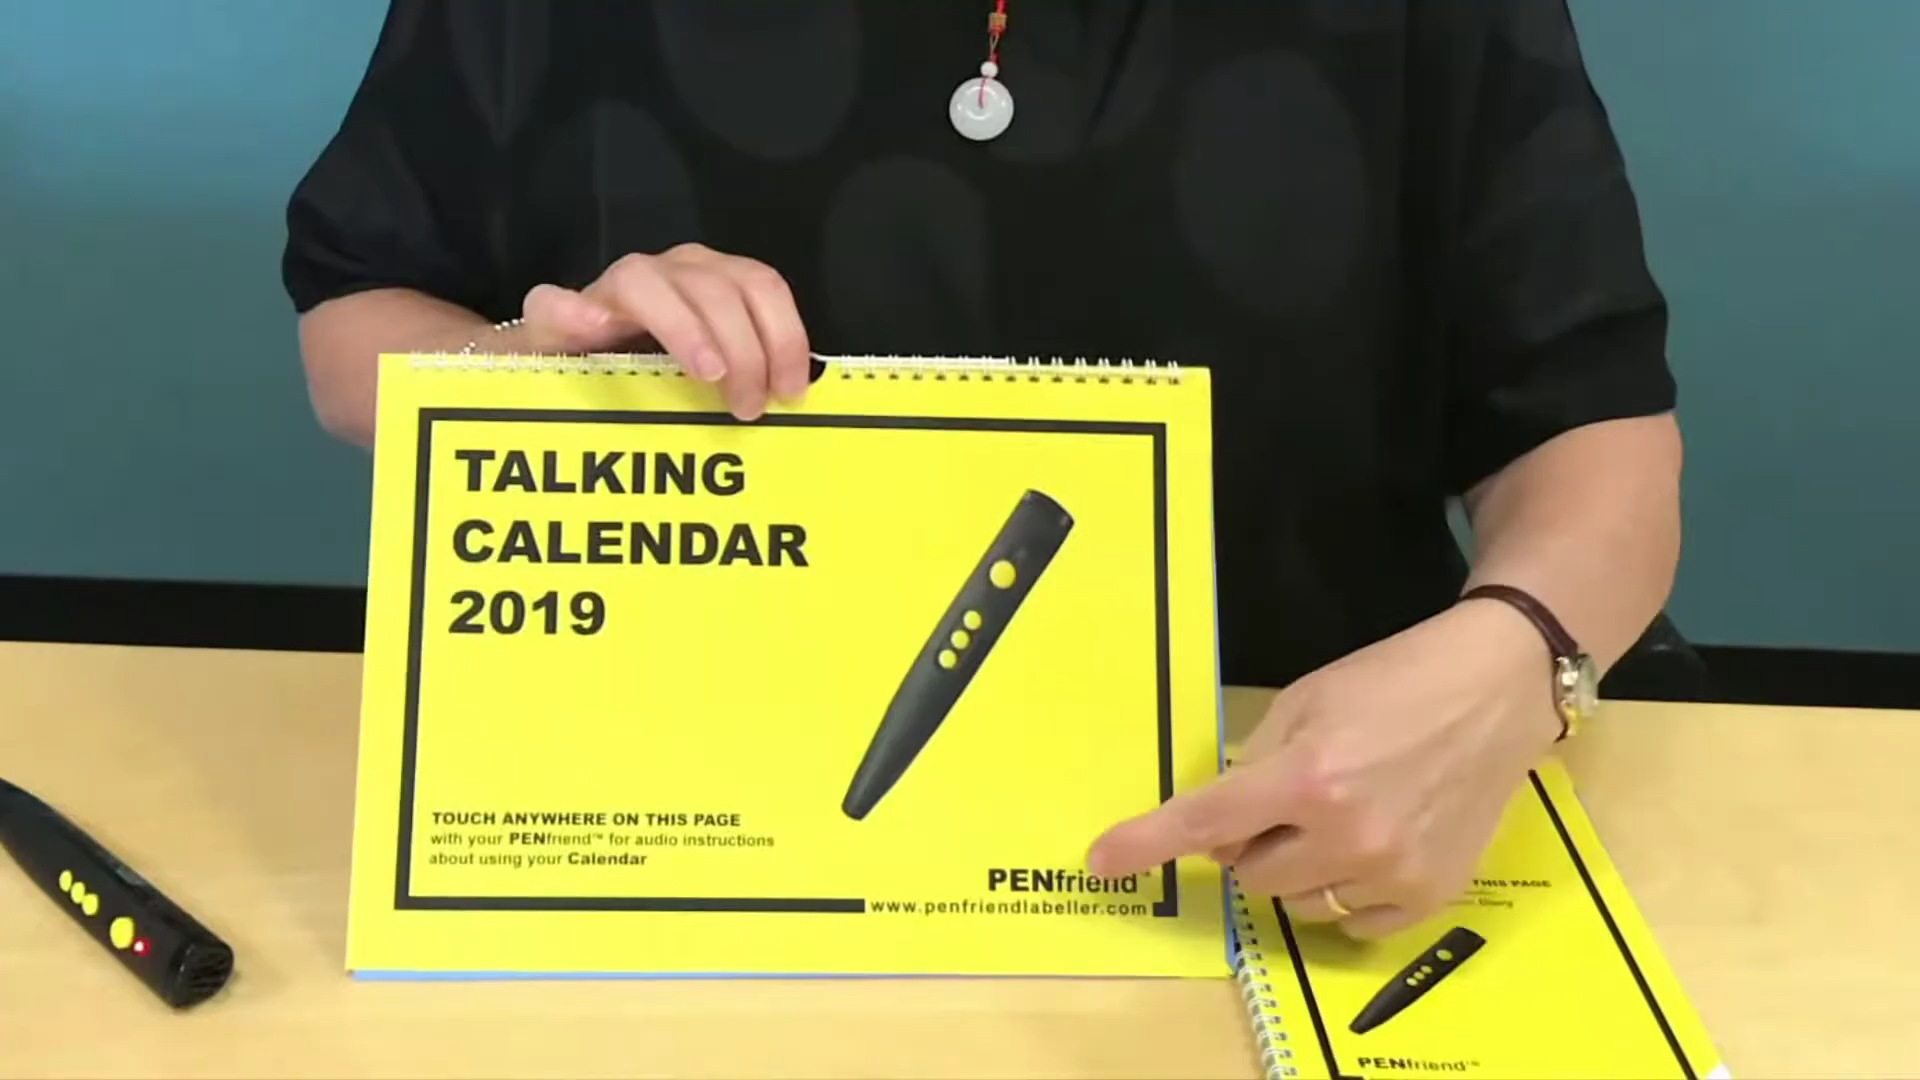 TALKING
CALENDAR
2019
TOUCH ANYWHERE ON THIS PAGE
with your PENfriend™ for audio instructions
about using your Calendar
PENfriend™
www.penfriendlabeller.com
THIS PAGE
Diary
PENfriend™